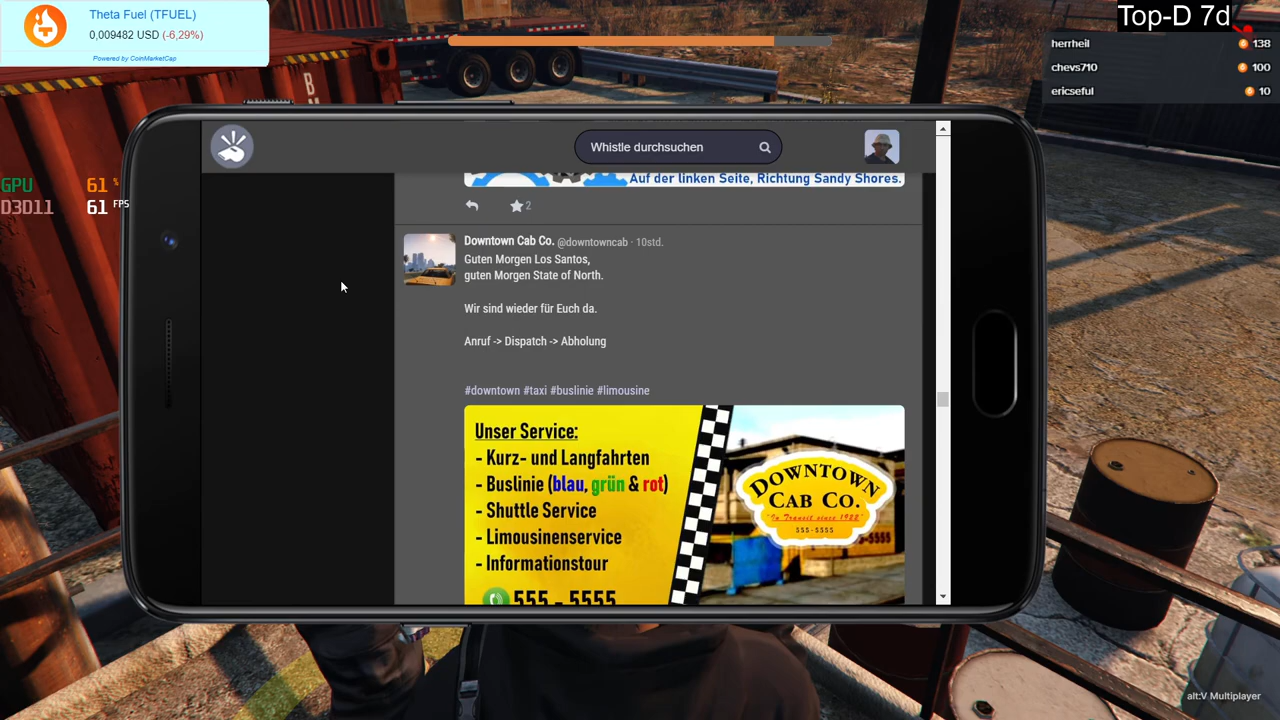 Theta Fuel (TFUEL)
0,009482 USD (-6,29%)
Powered by CoinMarketCap
Top-D 7d
herrheil 138
chevs710 100
ericseful 10
GPU 61 %
D3D11 61 FPS
Whistle durchsuchen
Auf der linken Seite, Richtung Sandy Shores.
2
Downtown Cab Co. @downtowncab · 10std.
Guten Morgen Los Santos,
guten Morgen State of North.
Wir sind wieder für Euch da.
Anruf -> Dispatch -> Abholung
#downtown #taxi #buslinie #limousine
Unser Service:
- Kurz- und Langfahrten
- Buslinie (blau, grün & rot)
- Shuttle Service
- Limousinenservice
- Informationstour
555 - 5555
DOWNTOWN
CAB CO.
"In Transit since 1922"
555-5555
alt:V Multiplayer